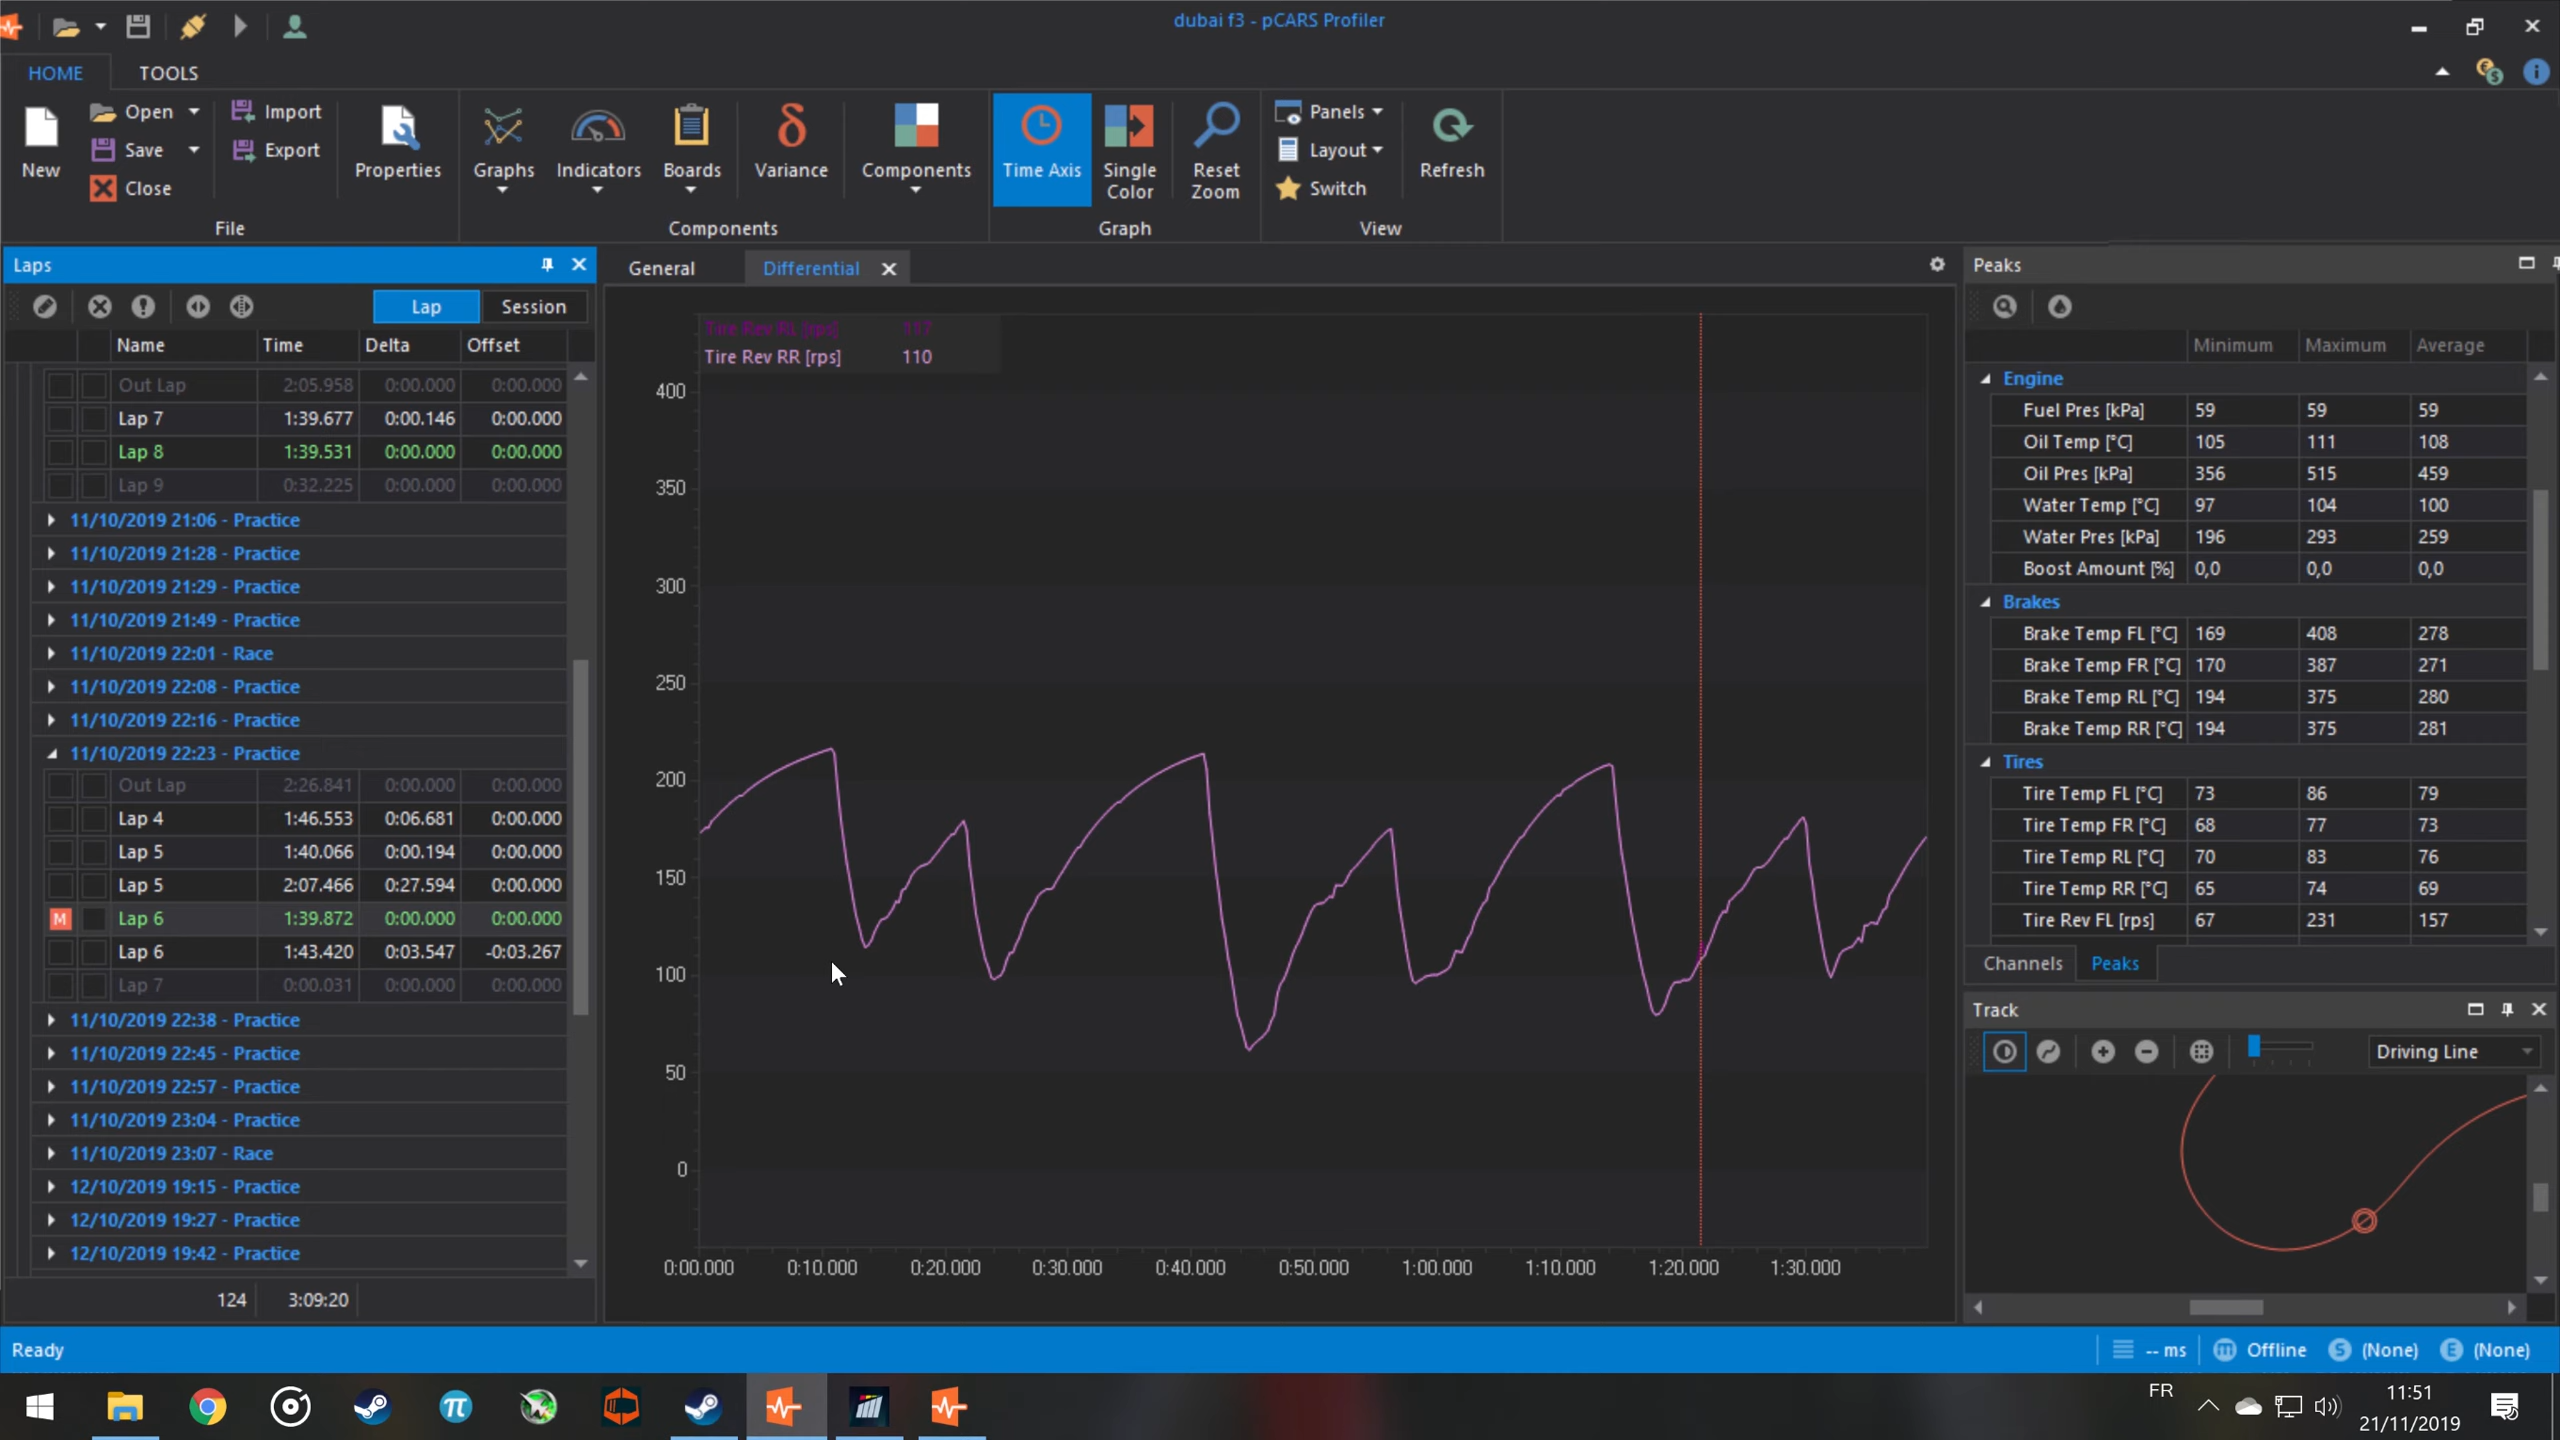 dubai f3 - pCARS Profiler
HOME TOOLS
New
Open
Save
Close
Import
Export
Properties
Graphs
Indicators
Boards
Variance
Components
Time Axis
Single Color
Reset Zoom
Panels
Layout
Switch
Refresh
File
Components
Graph
View
Laps
Lap Session
Name Time Delta Offset
Out Lap 2:05.958 0:00.000 0:00.000
Lap 7 1:39.677 0:00.146 0:00.000
Lap 8 1:39.531 0:00.000 0:00.000
Lap 9 0:32.225 0:00.000 0:00.000
11/10/2019 21:06 - Practice
11/10/2019 21:28 - Practice
11/10/2019 21:29 - Practice
11/10/2019 21:49 - Practice
11/10/2019 22:01 - Race
11/10/2019 22:08 - Practice
11/10/2019 22:16 - Practice
11/10/2019 22:23 - Practice
Out Lap 2:26.841 0:00.000 0:00.000
Lap 4 1:46.553 0:06.681 0:00.000
Lap 5 1:40.066 0:00.194 0:00.000
Lap 5 2:07.466 0:27.594 0:00.000
M Lap 6 1:39.872 0:00.000 0:00.000
Lap 6 1:43.420 0:03.547 -0:03.267
Lap 7 0:00.031 0:00.000 0:00.000
11/10/2019 22:38 - Practice
11/10/2019 22:45 - Practice
11/10/2019 22:57 - Practice
11/10/2019 23:04 - Practice
11/10/2019 23:07 - Race
12/10/2019 19:15 - Practice
12/10/2019 19:27 - Practice
12/10/2019 19:42 - Practice
124 3:09:20
General Differential
Tire Rev [rps]
Tire Rev RR [rps] 110
400
350
300
250
200
150
100
50
0
0:00.000 0:10.000 0:20.000 0:30.000 0:40.000 0:50.000 1:00.000 1:10.000 1:20.000 1:30.000
Peaks
Minimum Maximum Average
Engine
Fuel Pres [kPa] 59 59 59
Oil Temp [°C] 105 111 108
Oil Pres [kPa] 356 515 459
Water Temp [°C] 97 104 100
Water Pres [kPa] 196 293 259
Boost Amount [%] 0,0 0,0 0,0
Brakes
Brake Temp FL [°C] 169 408 278
Brake Temp FR [°C] 170 387 271
Brake Temp RL [°C] 194 375 280
Brake Temp RR [°C] 194 375 281
Tires
Tire Temp FL [°C] 73 86 79
Tire Temp FR [°C] 68 77 73
Tire Temp RL [°C] 70 83 76
Tire Temp RR [°C] 65 74 69
Tire Rev FL [rps] 67 231 157
Channels Peaks
Track
Driving Line
Ready
-- ms Offline (None) (None)
FR
11:51
21/11/2019